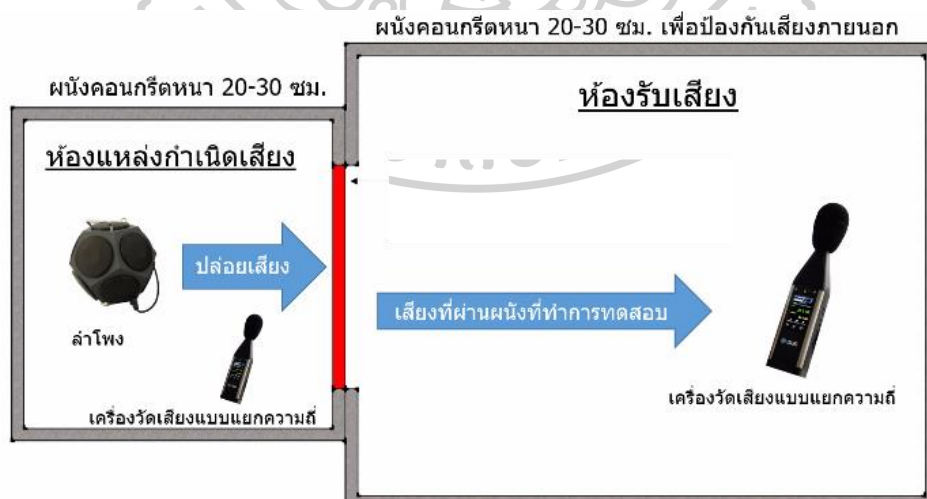 ผนังคอนกรีตหนา 20-30 ซม. เพื่อป้องกันเสียงภายนอก
ผนังคอนกรีตหนา 20-30 ซม.
ห้องรับเสียง
ห้องแหล่งกำเนิดเสียง
ปล่อยเสียง
เสียงที่ผ่านผนังที่ทำการทดสอบ
ลำโพง
เครื่องวัดเสียงแบบแยกความถี่
เครื่องวัดเสียงแบบแยกความถี่